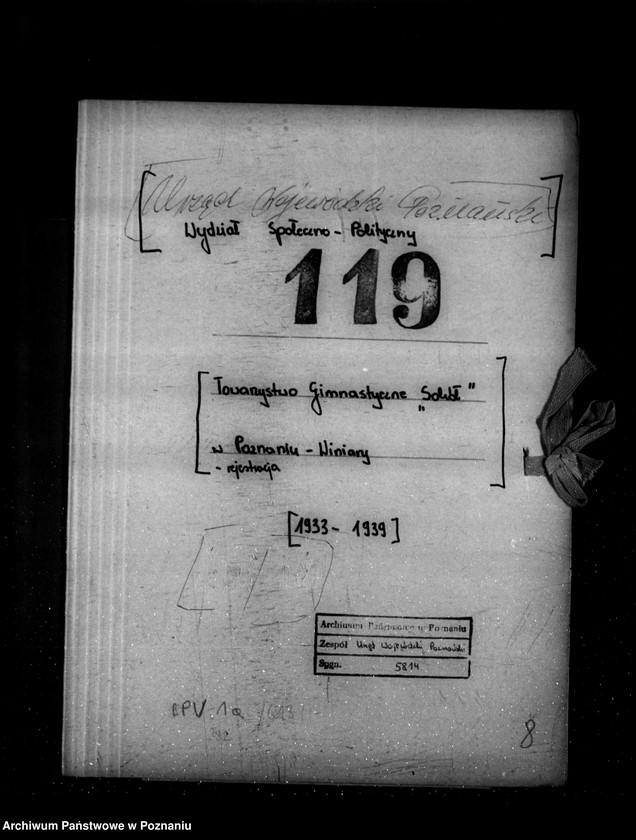 [Urząd Wojewódzki Poznański
Wydział Społeczno - Polityczny]
119
[Towarzystwo Gimnastyczne „Sokół"
w Poznaniu - Winiary
- rejestracja]
[1933 - 1939]
Archiwum Państwowe w Poznaniu
Zespół Urząd Wojewódzki Poznański
Sygn. 5814
8
Archiwum Państwowe w Poznaniu